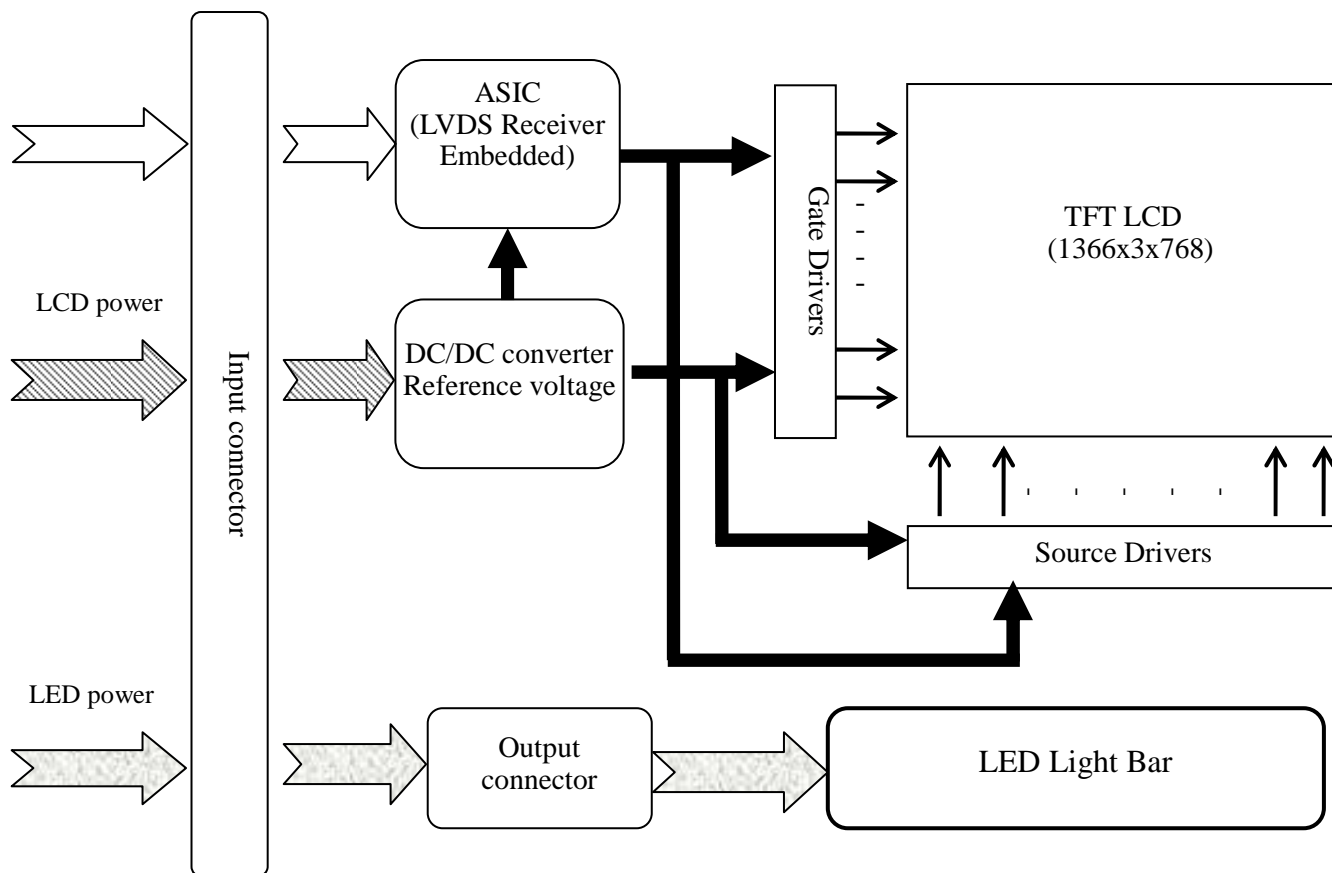 ASIC
(LVDS Receiver
Embedded)
Gate Drivers
TFT LCD
(1366x3x768)
LCD power
Input connector
DC/DC converter
Reference voltage
Source Drivers
LED power
Output
connector
LED Light Bar